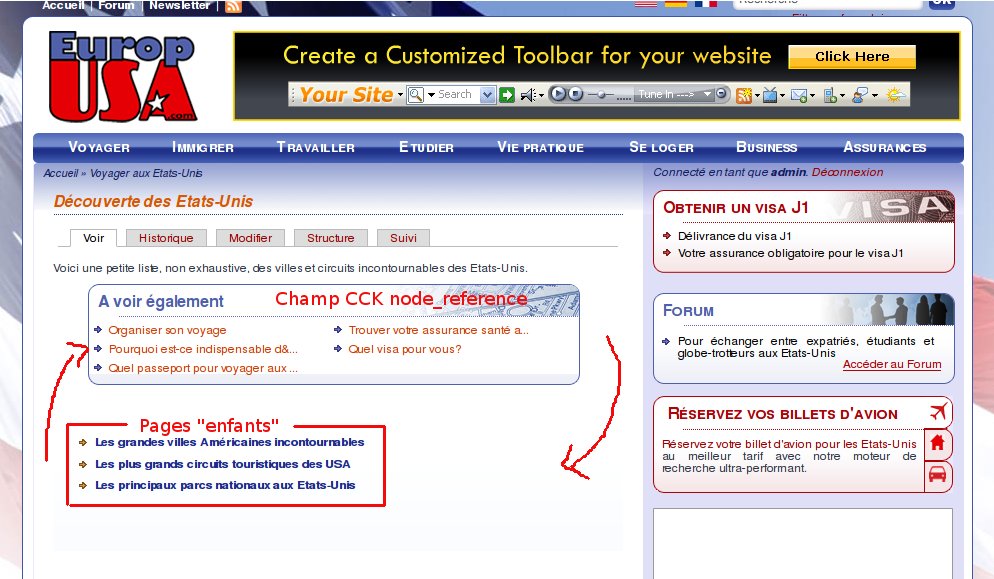 Accueil | Forum | Newsletter |
Recherche
OK
Europ
USA
.com
Create a Customized Toolbar for your website
Click Here
Your Site
Search
Tune in --->
VOYAGER
IMMIGRER
TRAVAILLER
ETUDIER
VIE PRATIQUE
SE LOGER
BUSINESS
ASSURANCES
Accueil » Voyager aux Etats-Unis
Découverte des Etats-Unis
Voir
Historique
Modifier
Structure
Suivi
Voici une petite liste, non exhaustive, des villes et circuits incontournables des Etats-Unis.
A voir également
Champ CCK node_reference
Organiser son voyage
Pourquoi est-ce indispensable d&...
Quel passeport pour voyager aux ...
Trouver votre assurance santé a...
Quel visa pour vous?
Pages "enfants"
Les grandes villes Américaines incontournables
Les plus grands circuits touristiques des USA
Les principaux parcs nationaux aux Etats-Unis
Connecté en tant que admin. Déconnexion
OBTENIR UN VISA J1
VISA
Délivrance du visa J1
Votre assurance obligatoire pour le visa J1
FORUM
Pour échanger entre expatriés, étudiants et
globe-trotteurs aux Etats-Unis
Accéder au Forum
RÉSERVEZ VOS BILLETS D'AVION
Réservez votre billet d'avion pour les Etats-Unis
au meilleur tarif avec notre moteur de
recherche ultra-performant.